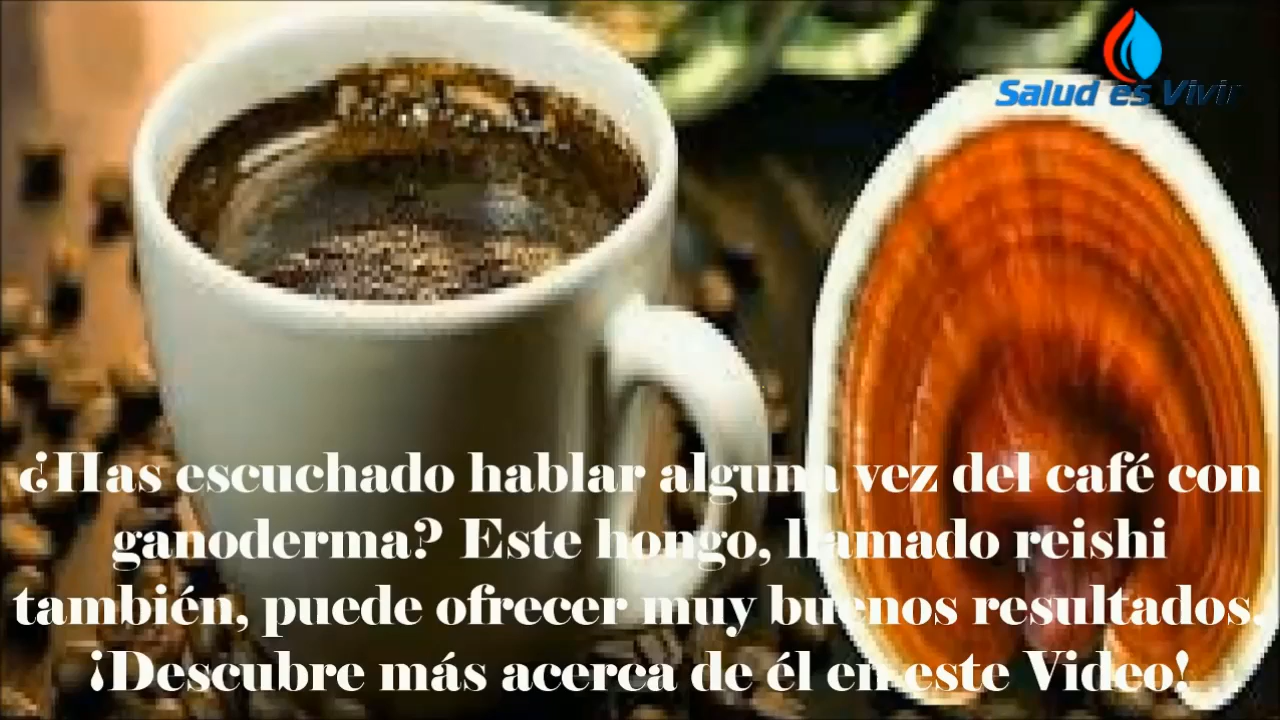 Salud es Vivir
¿Has escuchado hablar alguna vez del café con
ganoderma? Este hongo, llamado reishi
también, puede ofrecer muy buenos resultados.
¡Descubre más acerca de él en este Video!